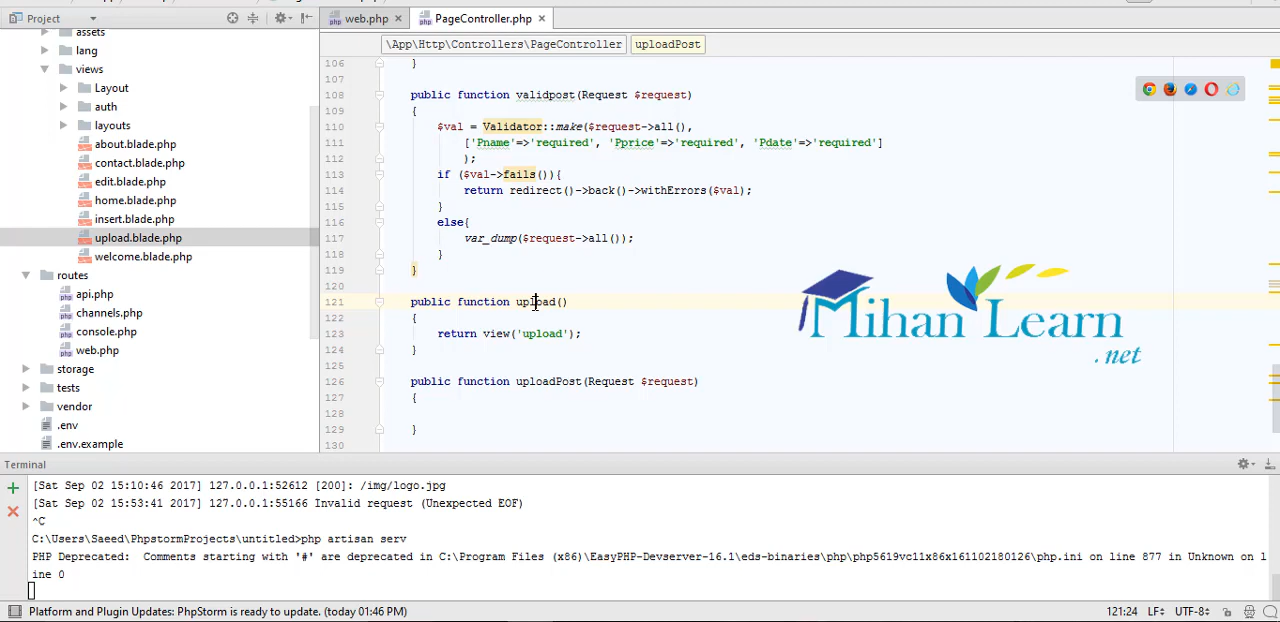 Project
web.php
PageController.php
\App\Http\Controllers\PageController
uploadPost
assets
lang
views
Layout
auth
layouts
about.blade.php
contact.blade.php
edit.blade.php
home.blade.php
insert.blade.php
upload.blade.php
welcome.blade.php
routes
api.php
channels.php
console.php
web.php
storage
tests
vendor
.env
.env.example
106 }
107
108 public function validpost(Request $request)
109 {
110 $val = Validator::make($request->all(),
111 ['Pname'=>'required', 'Pprice'=>'required', 'Pdate'=>'required']
112 );
113 if ($val->fails()){
114 return redirect()->back()->withErrors($val);
115 }
116 else{
117 var_dump($request->all());
118 }
119 }
120
121 public function upload()
122 {
123 return view('upload');
124 }
125
126 public function uploadPost(Request $request)
127 {
128
129 }
130
Mihan Learn
.net
Terminal
[Sat Sep 02 15:10:46 2017] 127.0.0.1:52612 [200]: /img/logo.jpg
[Sat Sep 02 15:53:41 2017] 127.0.0.1:55166 Invalid request (Unexpected EOF)
^C
C:\Users\Saeed\PhpstormProjects\untitled>php artisan serv
PHP Deprecated:  Comments starting with '#' are deprecated in C:\Program Files (x86)\EasyPHP-Devserver-16.1\eds-binaries\php\php5619vc11x86x161102180126\php.ini on line 877 in Unknown on l
ine 0
Platform and Plugin Updates: PhpStorm is ready to update. (today 01:46 PM)
121:24 LF UTF-8